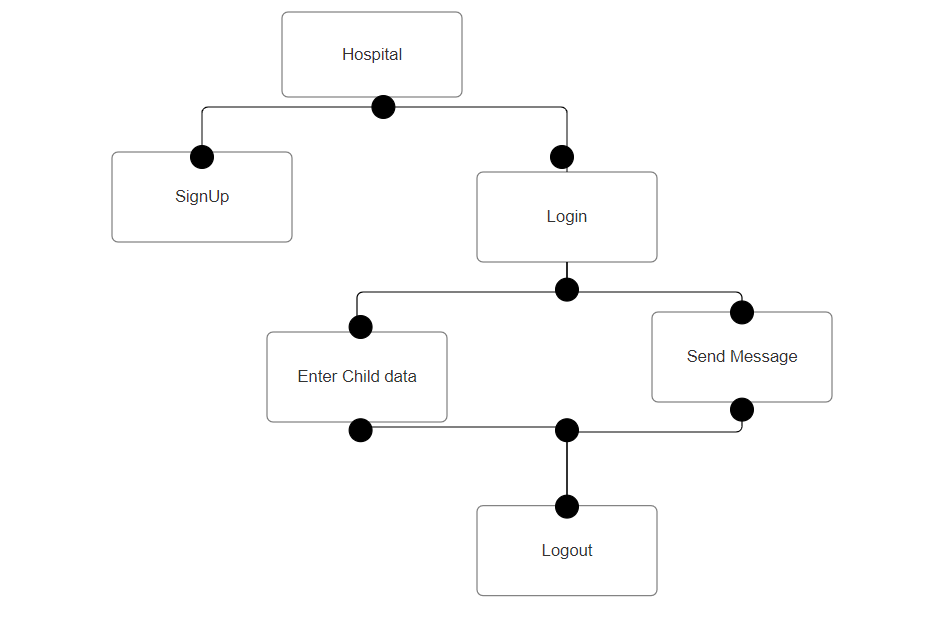 Hospital
SignUp
Login
Enter Child data
Send Message
Logout